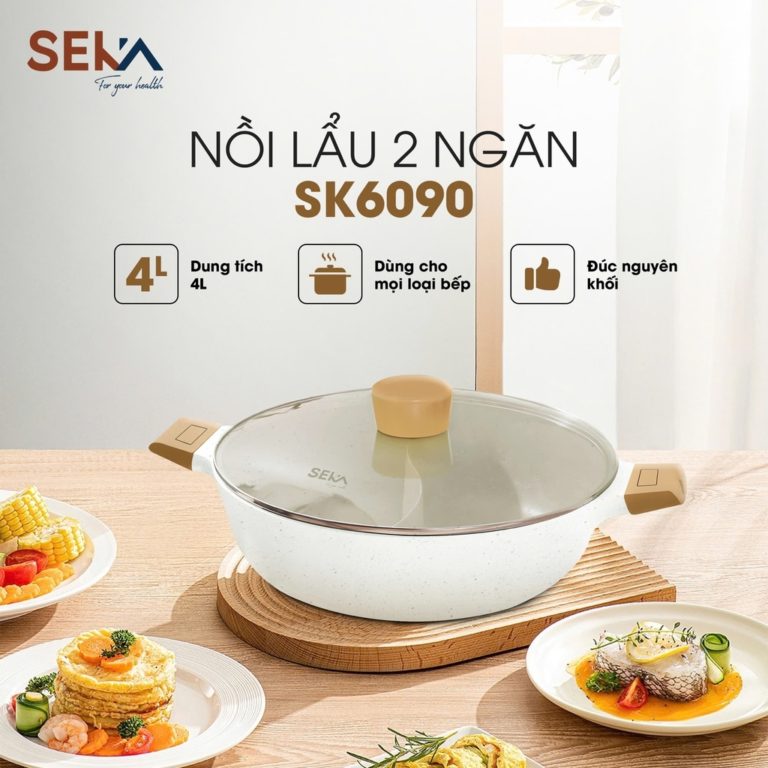 SEKA
For your health
NỒI LẨU 2 NGĂN
SK6090
4L
Dung tích
4L
Dùng cho
mọi loại bếp
Đúc nguyên
khối
SEKA